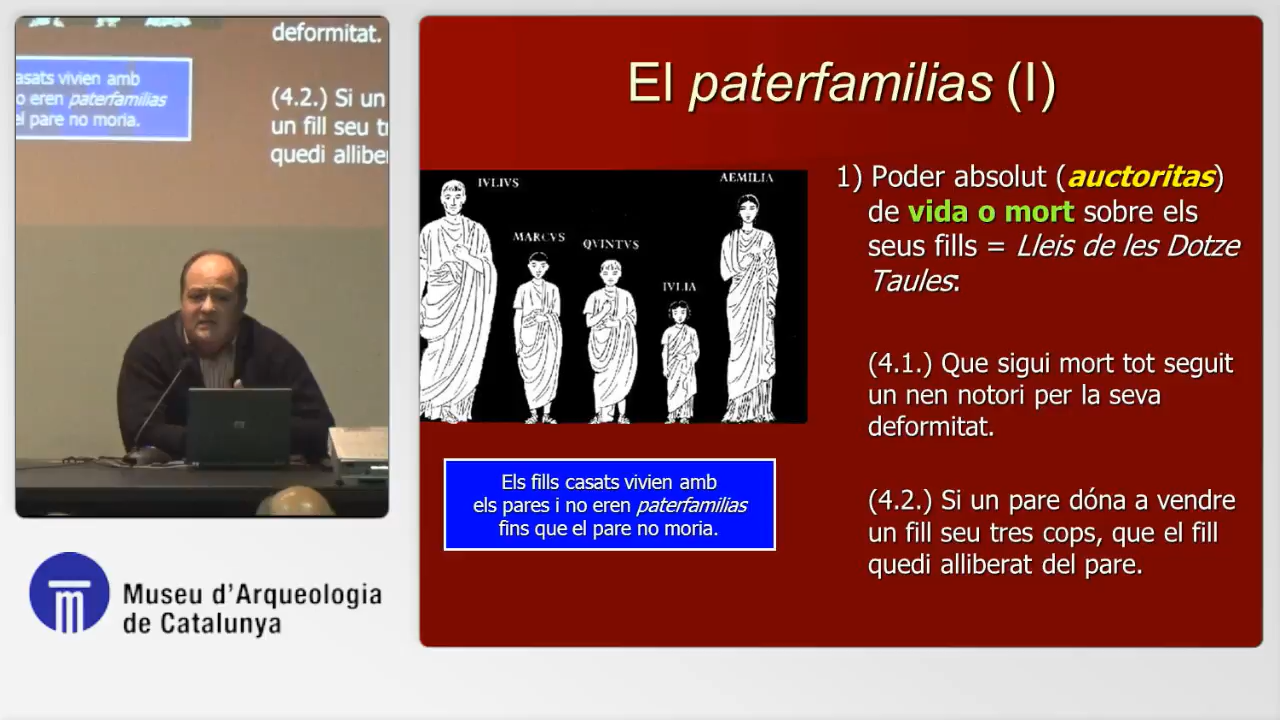 deformitat.
asats vivien amb
o eren paterfamilias
el pare no moria.
(4.2.) Si un
un fill seu tr
quedi allibe
Museu d'Arqueologia
de Catalunya
El paterfamilias (I)
IVLIVS
MARCVS
QVINTVS
IVLIA
AEMILIA
Els fills casats vivien amb
els pares i no eren paterfamilias
fins que el pare no moria.
1) Poder absolut (auctoritas)
de vida o mort sobre els
seus fills = Lleis de les Dotze
Taules:
(4.1.) Que sigui mort tot seguit
un nen notori per la seva
deformitat.
(4.2.) Si un pare dóna a vendre
un fill seu tres cops, que el fill
quedi alliberat del pare.